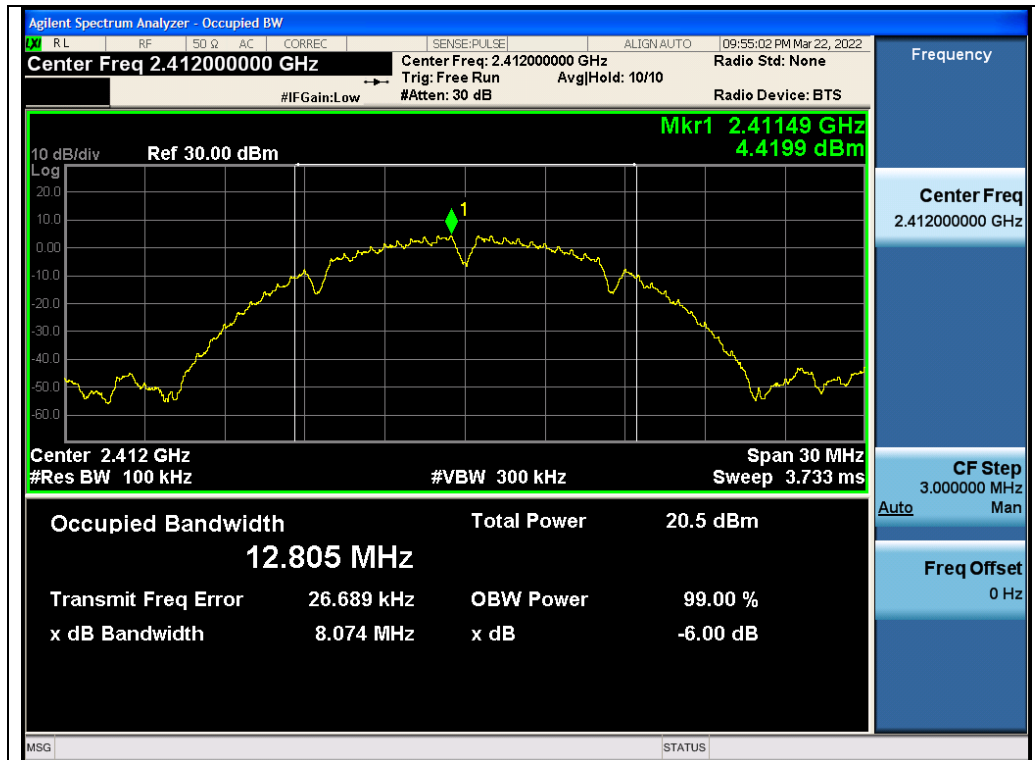 Agilent Spectrum Analyzer - Occupied BW
LXI RL RF 50 Ω AC CORREC SENSE:PULSE ALIGN AUTO 09:55:02 PM Mar 22, 2022
Center Freq 2.412000000 GHz
Center Freq: 2.412000000 GHz
Radio Std: None
Trig: Free Run Avg|Hold: 10/10
#IFGain:Low
#Atten: 30 dB
Radio Device: BTS
Frequency
Mkr1 2.41149 GHz
4.4199 dBm
10 dB/div Ref 30.00 dBm
Log
20.0
10.0
0.00
-10.0
-20.0
-30.0
-40.0
-50.0
-60.0
1
Center 2.412 GHz Span 30 MHz
#Res BW 100 kHz #VBW 300 kHz Sweep 3.733 ms
Center Freq
2.412000000 GHz
CF Step
3.000000 MHz
Auto Man
Freq Offset
0 Hz
Occupied Bandwidth Total Power 20.5 dBm
12.805 MHz
Transmit Freq Error 26.689 kHz OBW Power 99.00 %
x dB Bandwidth 8.074 MHz x dB -6.00 dB
MSG STATUS